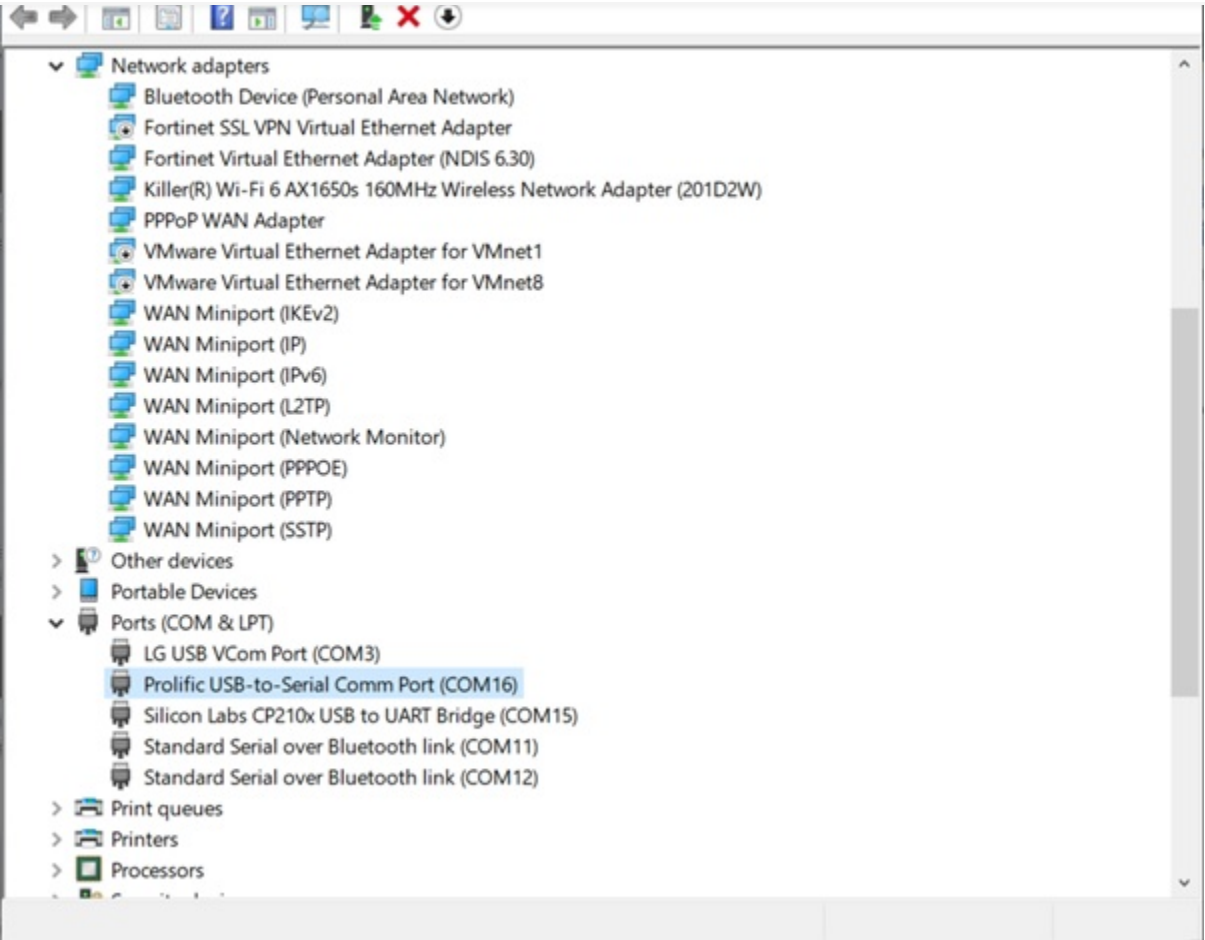 Network adapters
Bluetooth Device (Personal Area Network)
Fortinet SSL VPN Virtual Ethernet Adapter
Fortinet Virtual Ethernet Adapter (NDIS 6.30)
Killer(R) Wi-Fi 6 AX1650s 160MHz Wireless Network Adapter (201D2W)
PPPoP WAN Adapter
VMware Virtual Ethernet Adapter for VMnet1
VMware Virtual Ethernet Adapter for VMnet8
WAN Miniport (IKEv2)
WAN Miniport (IP)
WAN Miniport (IPv6)
WAN Miniport (L2TP)
WAN Miniport (Network Monitor)
WAN Miniport (PPPOE)
WAN Miniport (PPTP)
WAN Miniport (SSTP)
Other devices
Portable Devices
Ports (COM & LPT)
LG USB VCom Port (COM3)
Prolific USB-to-Serial Comm Port (COM16)
Silicon Labs CP210x USB to UART Bridge (COM15)
Standard Serial over Bluetooth link (COM11)
Standard Serial over Bluetooth link (COM12)
Print queues
Printers
Processors